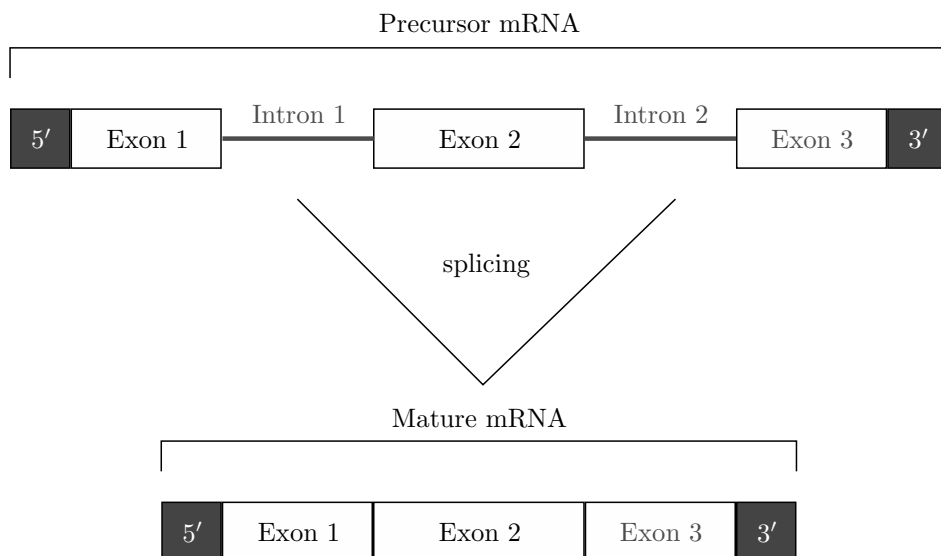 Precursor mRNA
Intron 1 Intron 2
5′ Exon 1 Exon 2 Exon 3 3′
splicing
Mature mRNA
5′ Exon 1 Exon 2 Exon 3 3′